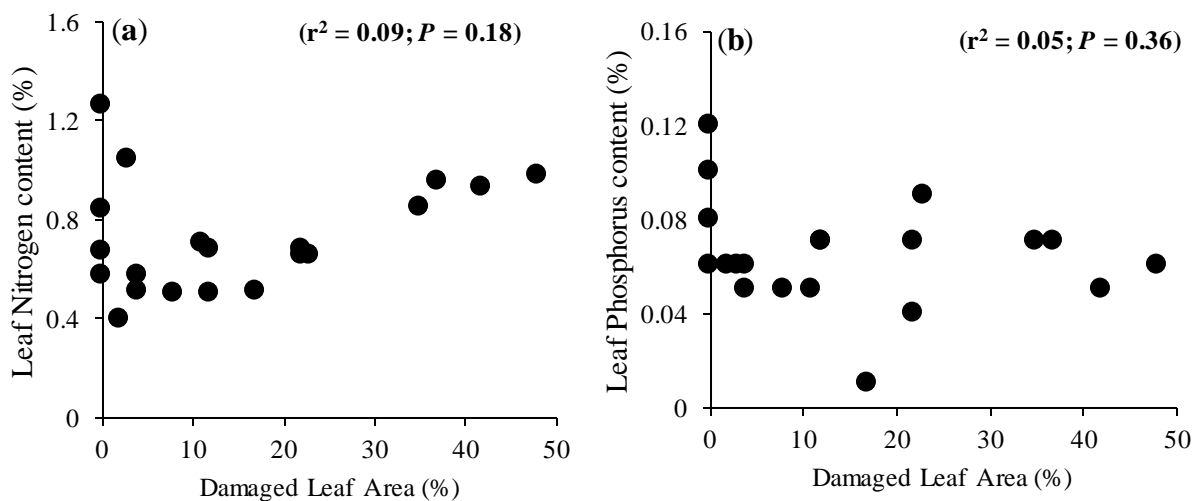 (a)
(r² = 0.09; P = 0.18)
Leaf Nitrogen content (%)
1.6
1.2
0.8
0.4
0
0 10 20 30 40 50
Damaged Leaf Area (%)
(b)
(r² = 0.05; P = 0.36)
Leaf Phosphorus content (%)
0.16
0.12
0.08
0.04
0
0 10 20 30 40 50
Damaged Leaf Area (%)